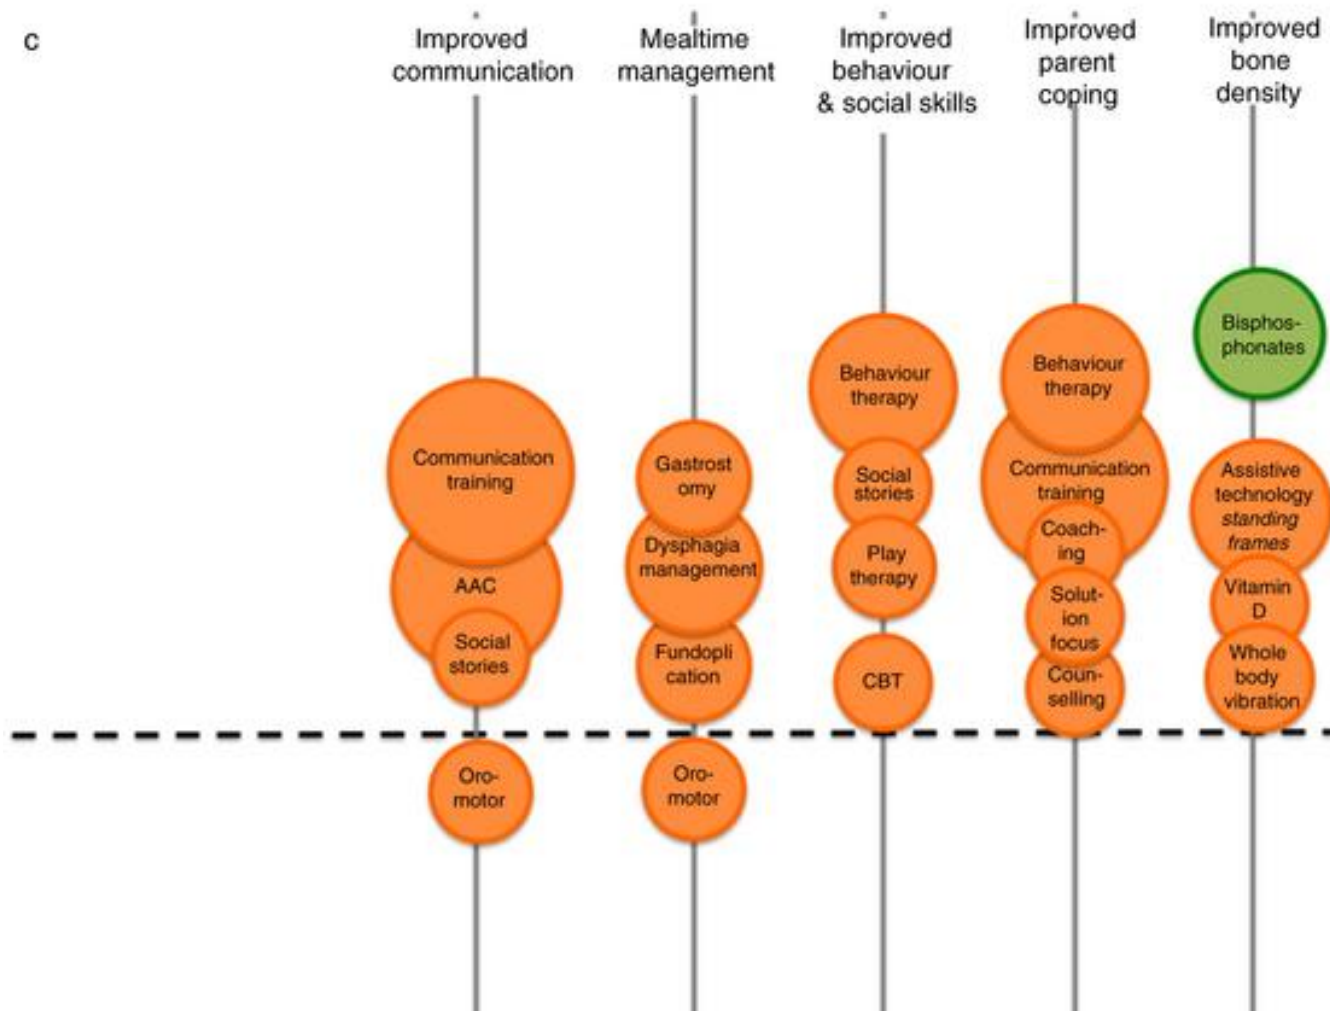 c
Improved
communication
Mealtime
management
Improved
behaviour
& social skills
Improved
parent
coping
Improved
bone
density
Communication
training
AAC
Social
stories
Oro-
motor
Gastrost
omy
Dysphagia
management
Fundopli
cation
Oro-
motor
Behaviour
therapy
Social
stories
Play
therapy
CBT
Behaviour
therapy
Communication
training
Coach-
ing
Solut-
ion
focus
Coun-
selling
Bisphos-
phonates
Assistive
technology
standing
frames
Vitamin
D
Whole
body
vibration